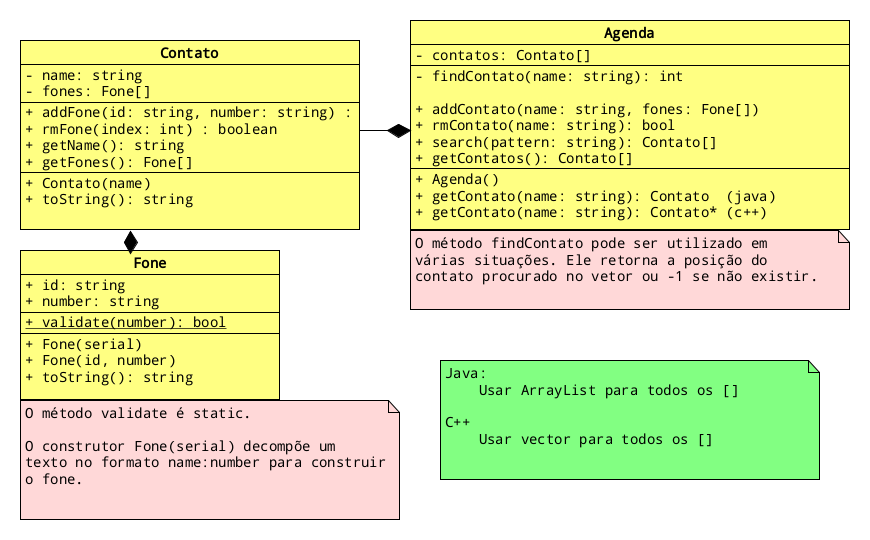 Contato
- name: string
- fones: Fone[]
+ addFone(id: string, number: string) :
+ rmFone(index: int) : boolean
+ getName(): string
+ getFones(): Fone[]
+ Contato(name)
+ toString(): string
Agenda
- contatos: Contato[]
- findContato(name: string): int
+ addContato(name: string, fones: Fone[])
+ rmContato(name: string): bool
+ search(pattern: string): Contato[]
+ getContatos(): Contato[]
+ Agenda()
+ getContato(name: string): Contato  (java)
+ getContato(name: string): Contato* (c++)
O método findContato pode ser utilizado em
várias situações. Ele retorna a posição do
contato procurado no vetor ou -1 se não existir.
Fone
+ id: string
+ number: string
+ validate(number): bool
+ Fone(serial)
+ Fone(id, number)
+ toString(): string
O método validate é static.
O construtor Fone(serial) decompõe um
texto no formato name:number para construir
o fone.
Java:
Usar ArrayList para todos os []
C++
Usar vector para todos os []